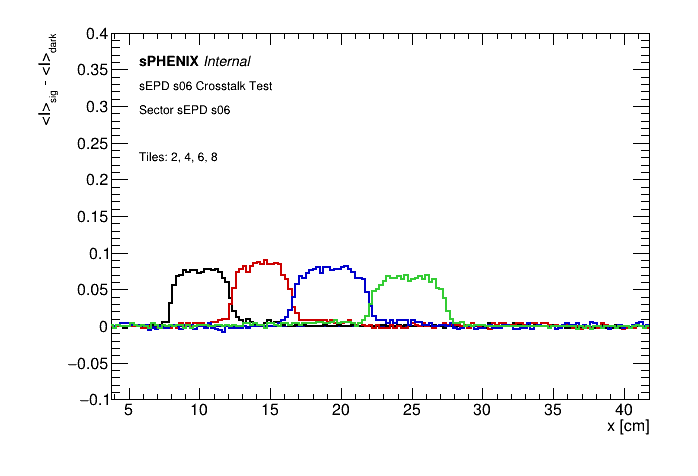 <I>sig - <I>dark
0.4
0.35
0.3
0.25
0.2
0.15
0.1
0.05
0
−0.05
−0.1
sPHENIX Internal
sEPD s06 Crosstalk Test
Sector sEPD s06
Tiles: 2, 4, 6, 8
5 10 15 20 25 30 35 40
x [cm]